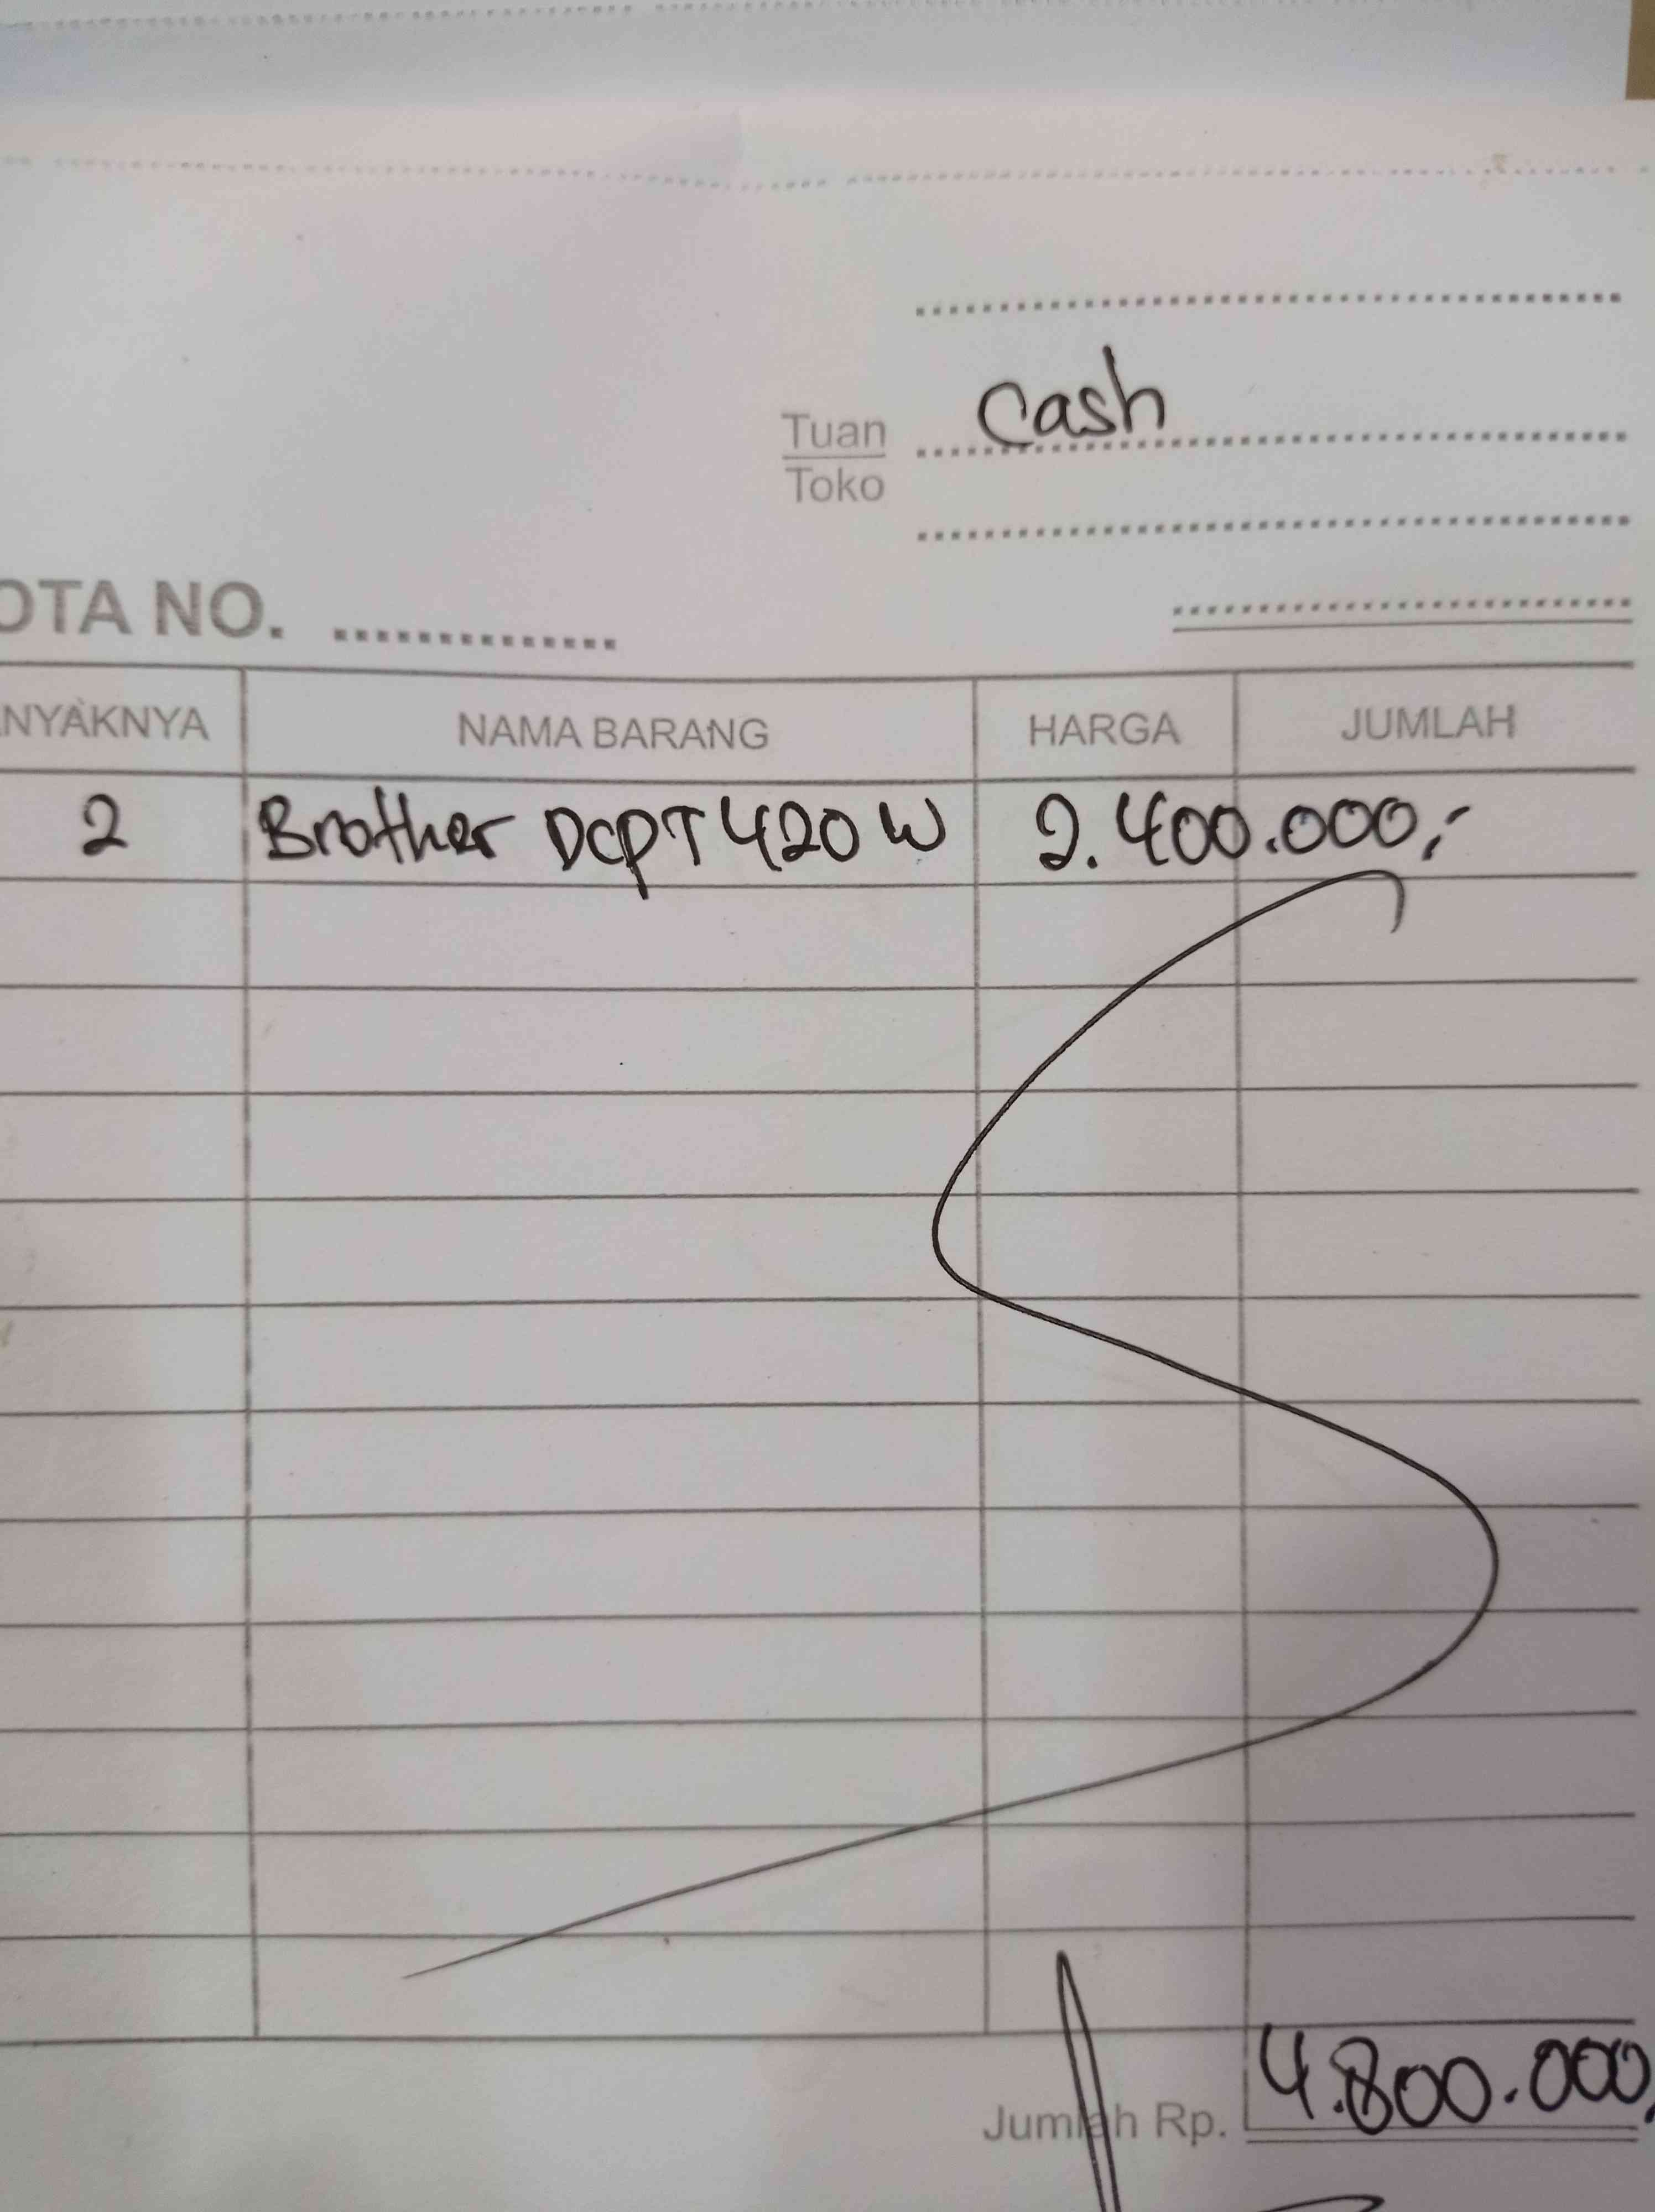 Cash
Tuan
Toko
OTA NO. ..............
NYAKNYA NAMA BARANG HARGA JUMLAH
2 Brother DCPT420W 2.400.000,-
Jumlah Rp. 4.800.000,